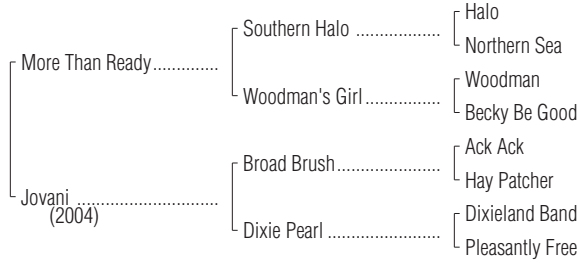 Halo
Southern Halo ..................
Northern Sea
More Than Ready..............
Woodman
Woodman's Girl................
Becky Be Good
Ack Ack
Broad Brush......................
Hay Patcher
Jovani ..............................
(2004)
Dixieland Band
Dixie Pearl ........................
Pleasantly Free